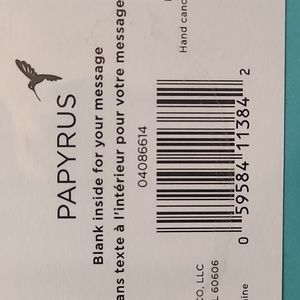 PAPYRUS
Blank inside for your message
ans texte à l'intérieur pour votre message
04086614
0 59584 11384 2
Hand canc
CO, LLC
L 60606